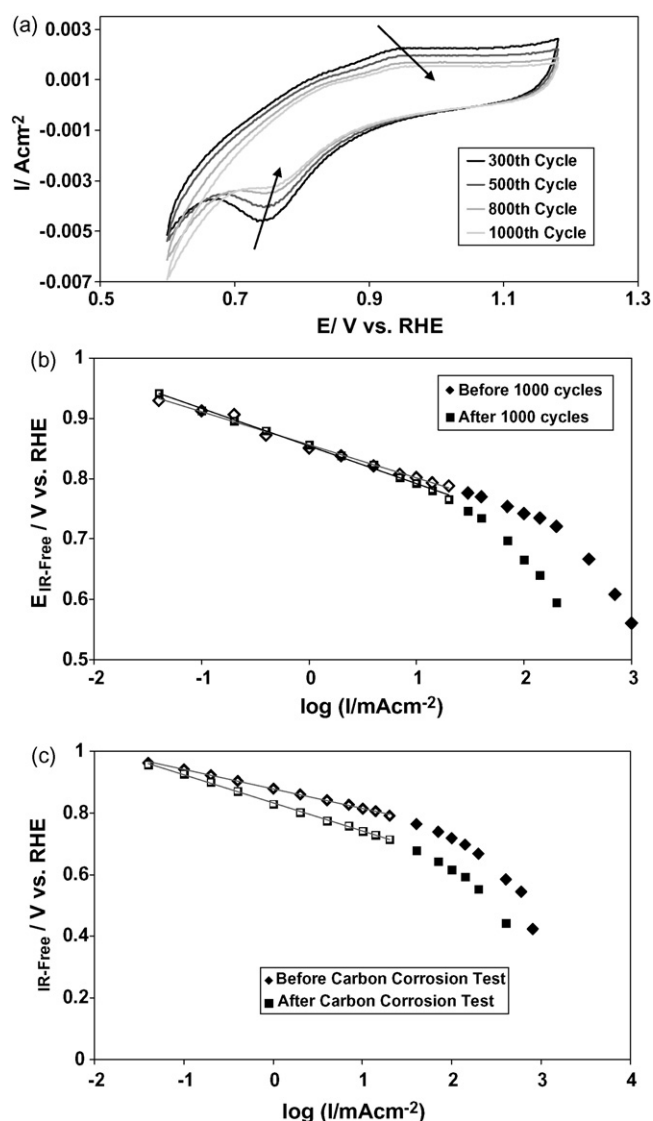 (a)
0.003
0.001
-0.001
-0.003
-0.005
-0.007
I/ Acm-2
300th Cycle
500th Cycle
800th Cycle
1000th Cycle
0.5 0.7 0.9 1.1 1.3
E/ V vs. RHE
(b)
1
0.9
0.8
0.7
0.6
0.5
EIR-Free / V vs. RHE
Before 1000 cycles
After 1000 cycles
-2 -1 0 1 2 3
log (I/mAcm-2)
(c)
1
0.8
0.6
0.4
0.2
0
IR-Free / V vs. RHE
Before Carbon Corrosion Test
After Carbon Corrosion Test
-2 -1 0 1 2 3 4
log (I/mAcm-2)